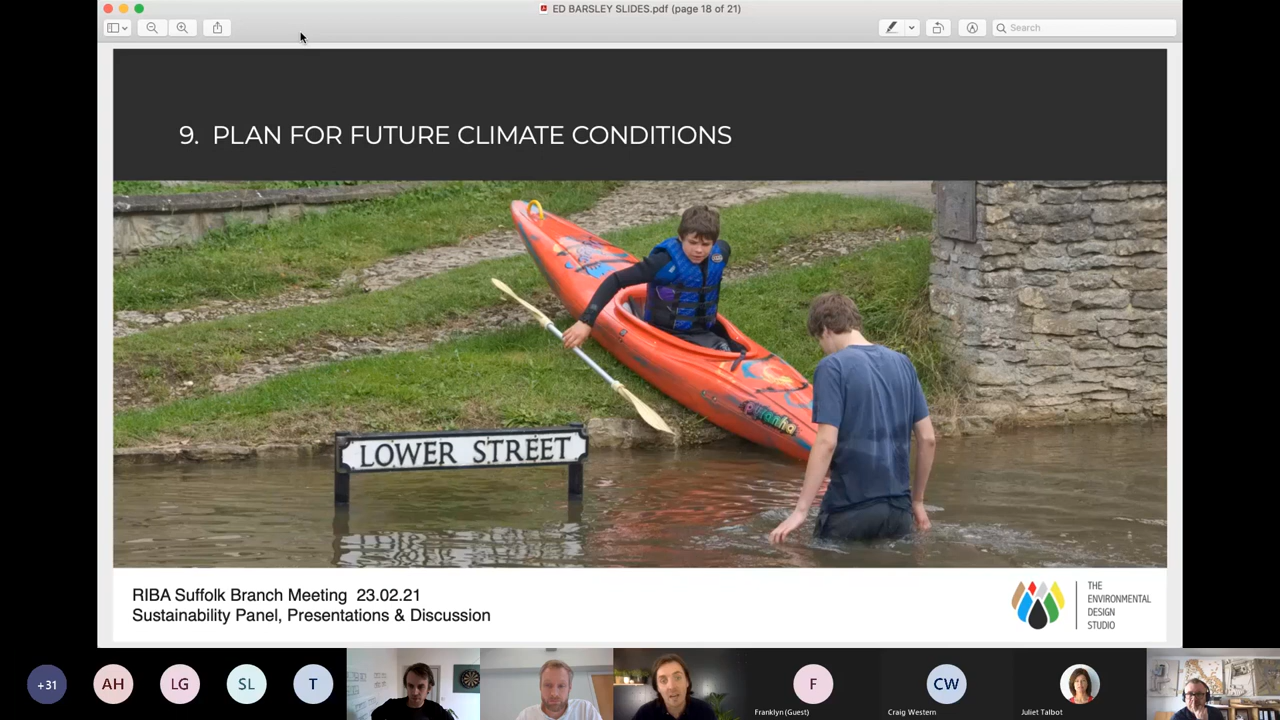 ED BARSLEY SLIDES.pdf (page 18 of 21)
Search
9. PLAN FOR FUTURE CLIMATE CONDITIONS
LOWER STREET
RIBA Suffolk Branch Meeting 23.02.21
Sustainability Panel, Presentations & Discussion
THE
ENVIRONMENTAL
DESIGN
STUDIO
+31
AH
LG
SL
T
F
CW
Franklyn (Guest)
Craig Western
Juliet Talbot